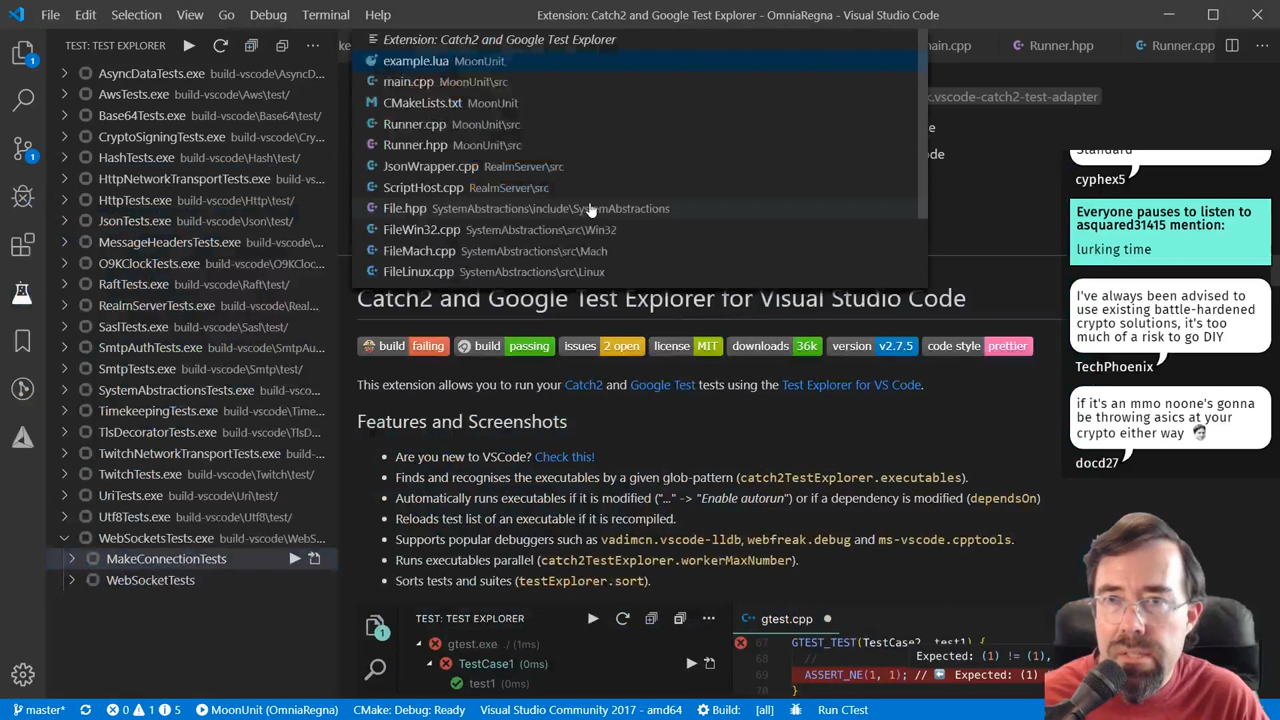 File Edit Selection View Go Debug Terminal Help
Extension: Catch2 and Google Test Explorer - OmniaRegna - Visual Studio Code
TEST: TEST EXPLORER
Extension: Catch2 and Google Test Explorer
example.lua MoonUnit
main.cpp MoonUnit\src
CMakeLists.txt MoonUnit
Runner.cpp MoonUnit\src
Runner.hpp MoonUnit\src
JsonWrapper.cpp RealmServer\src
ScriptHost.cpp RealmServer\src
File.hpp SystemAbstractions\include\SystemAbstractions
FileWin32.cpp SystemAbstractions\src\Win32
FileMach.cpp SystemAbstractions\src\Mach
FileLinux.cpp SystemAbstractions\src\Linux
main.cpp Runner.hpp Runner.cpp
vscode-catch2-test-adapter
AsyncDataTests.exe build-vscode/AsyncD...
AwsTests.exe build-vscode/Aws/test/
Base64Tests.exe build-vscode/Base64/test/
CryptoSigningTests.exe build-vscode/Cry...
HashTests.exe build-vscode/Hash/test/
HttpNetworkTransportTests.exe build-vsc...
HttpTests.exe build-vscode/Http/test/
JsonTests.exe build-vscode/Json/test/
MessageHeadersTests.exe build-vscode/...
O9KClockTests.exe build-vscode/O9KCl...
RaftTests.exe build-vscode/Raft/test/
RealmServerTests.exe build-vscode/Real...
SaslTests.exe build-vscode/Sasl/test/
SmtpAuthTests.exe build-vscode/SmtpAu...
SmtpTests.exe build-vscode/Smtp/test/
SystemAbstractionsTests.exe build-vsco...
TimekeepingTests.exe build-vscode/Time...
TlsDecoratorTests.exe build-vscode/TlsD...
TwitchNetworkTransportTests.exe build-v...
TwitchTests.exe build-vscode/Twitch/test/
UriTests.exe build-vscode/Uri/test/
Utf8Tests.exe build-vscode/Utf8/test/
WebSocketsTests.exe build-vscode/WebS...
MakeConnectionTests
WebSocketTests
Catch2 and Google Test Explorer for Visual Studio Code
build failing build passing issues 2 open license MIT downloads 36k version v2.7.5 code style prettier
This extension allows you to run your Catch2 and Google Test tests using the Test Explorer for VS Code.
Features and Screenshots
Are you new to VSCode? Check this!
Finds and recognises the executables by a given glob-pattern (catch2TestExplorer.executables).
Automatically runs executables if it is modified ("..." -> "Enable autorun") or if a dependency is modified (dependsOn)
Reloads test list of an executable if it is recompiled.
Supports popular debuggers such as vadimcn.vscode-lldb, webfreak.debug and ms-vscode.cpptools.
Runs executables parallel (catch2TestExplorer.workerMaxNumber).
Sorts tests and suites (testExplorer.sort).
TEST: TEST EXPLORER
gtest.exe ./ (1ms)
TestCase1 (0ms)
test1 (0ms)
gtest.cpp
67 GTEST_TEST(TestCase2, test1) {
68 //
Expected: (1) != (1),
69 ASSERT_NE(1, 1); // Expected: (1)
70 }
cyphex5
Everyone pauses to listen to
asquared31415 mention:
lurking time
I've always been advised to
use existing battle-hardened
crypto solutions, it's too
much of a risk to go DIY
TechPhoenix
if it's an mmo noone's gonna
be throwing asics at your
crypto either way
docd27
master* 0 1 5 MoonUnit (OmniaRegna) CMake: Debug: Ready Visual Studio Community 2017 - amd64 Build: [all] Run CTest